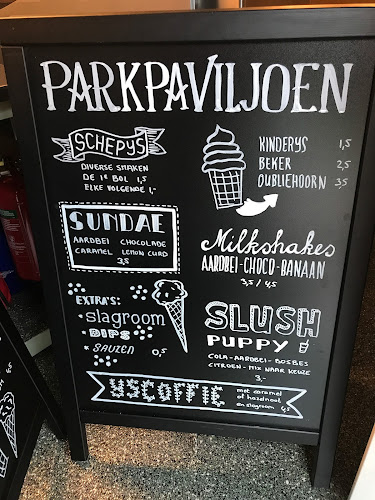 PARKPAVILJOEN
SCHEPYS
DIVERSE SMAKEN
DE 1e BOL 1,5
ELKE VOLGENDE 1,-
KINDERYS 1,5
BEKER 2,5
OUBLIEHOORN 3,5
SUNDAE
AARDBEI CHOCOLADE
CARAMEL LEMON CURD
3,5
Milkshakes
AARDBEI-CHOCO-BANAAN
3,5 / 4,5
EXTRA'S:
slagroom
DIPS
SAUZEN 0,5
SLUSH
PUPPY
COLA-AARDBEI-BOSBES
CITROEN-MIX NAAR KEUZE
3,-
YSCOFFIE
met caramel
of hazelnoot
en slagroom 4,5